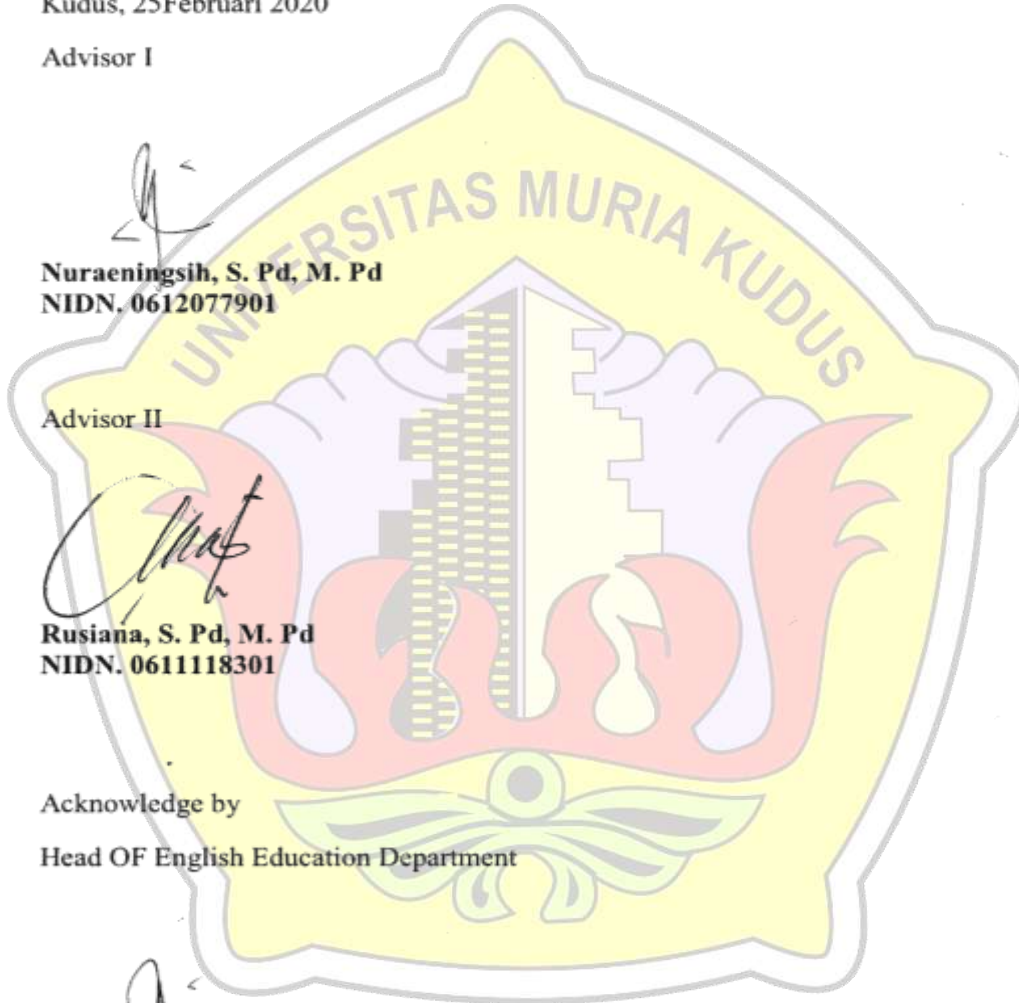 Kudus, 25Februari 2020
Advisor I
UNIVERSITAS MURIA KUDUS
Nuraeningsih, S. Pd, M. Pd
NIDN. 0612077901
Advisor II
Rusiana, S. Pd, M. Pd
NIDN. 0611118301
Acknowledge by
Head OF English Education Department